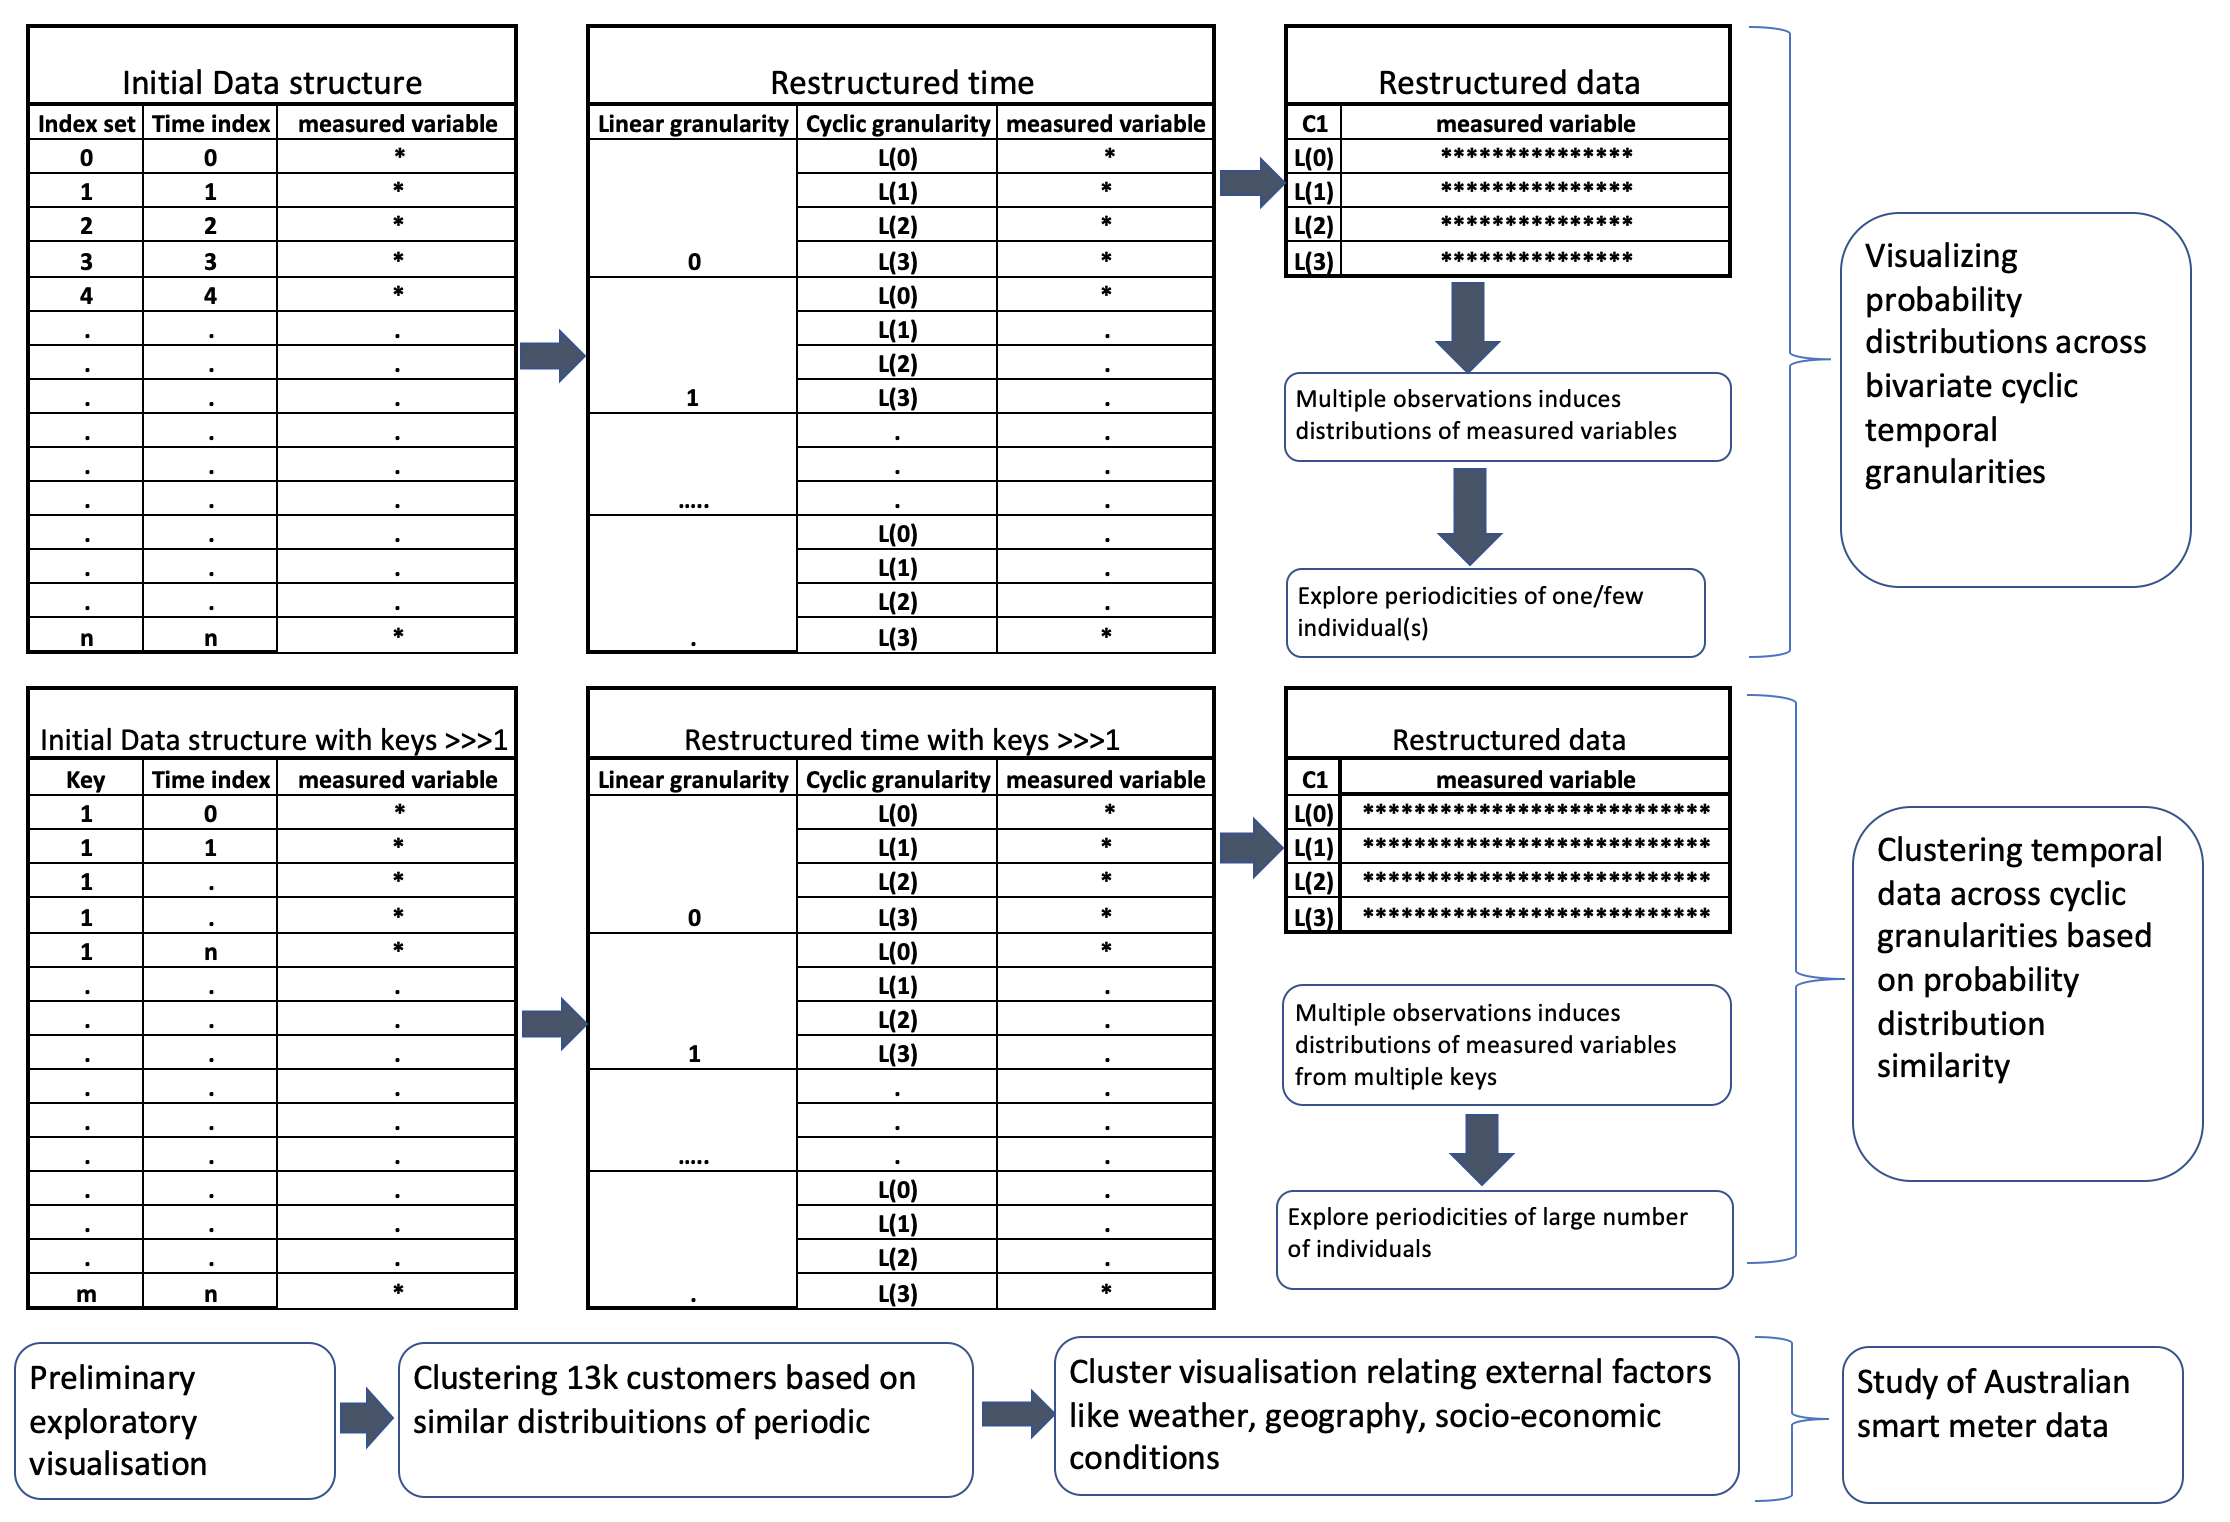 Initial Data structure
Index set Time index measured variable
0 0 *
1 1 *
2 2 *
3 3 *
4 4 *
. . .
. . .
. . .
. . .
. . .
. . .
. . .
. . .
. . .
n n *
Restructured time
Linear granularity Cyclic granularity measured variable
L(0) *
L(1) *
L(2) *
0 L(3) *
L(0) *
L(1) .
L(2) .
1 L(3) .
. .
. .
..... . .
L(0) .
L(1) .
L(2) .
. L(3) *
Restructured data
C1 measured variable
L(0) ***************
L(1) ***************
L(2) ***************
L(3) ***************
Multiple observations induces
distributions of measured variables
Explore periodicities of one/few
individual(s)
Visualizing
probability
distributions across
bivariate cyclic
temporal
granularities
Initial Data structure with keys >>>1
Key Time index measured variable
1 0 *
1 1 *
1 . *
1 . *
1 n *
. . .
. . .
. . .
. . .
. . .
. . .
. . .
. . .
. . .
m n *
Restructured time with keys >>>1
Linear granularity Cyclic granularity measured variable
L(0) *
L(1) *
L(2) *
0 L(3) *
L(0) *
L(1) .
L(2) .
1 L(3) .
. .
. .
..... . .
L(0) .
L(1) .
L(2) .
. L(3) *
Restructured data
C1 measured variable
L(0) ***************************
L(1) ***************************
L(2) ***************************
L(3) ***************************
Multiple observations induces
distributions of measured variables
from multiple keys
Explore periodicities of large number
of individuals
Clustering temporal
data across cyclic
granularities based
on probability
distribution
similarity
Preliminary
exploratory
visualisation
Clustering 13k customers based on
similar distribuitions of periodic
Cluster visualisation relating external factors
like weather, geography, socio-economic
conditions
Study of Australian
smart meter data